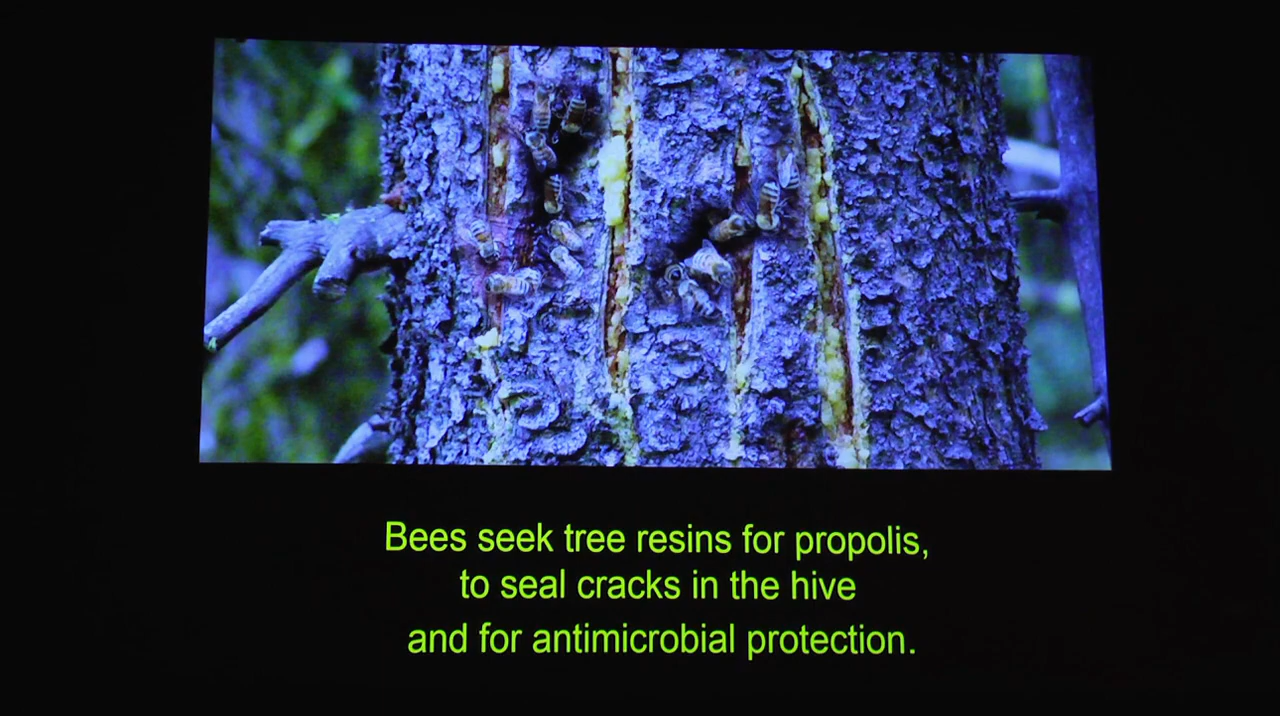 Bees seek tree resins for propolis,
to seal cracks in the hive
and for antimicrobial protection.